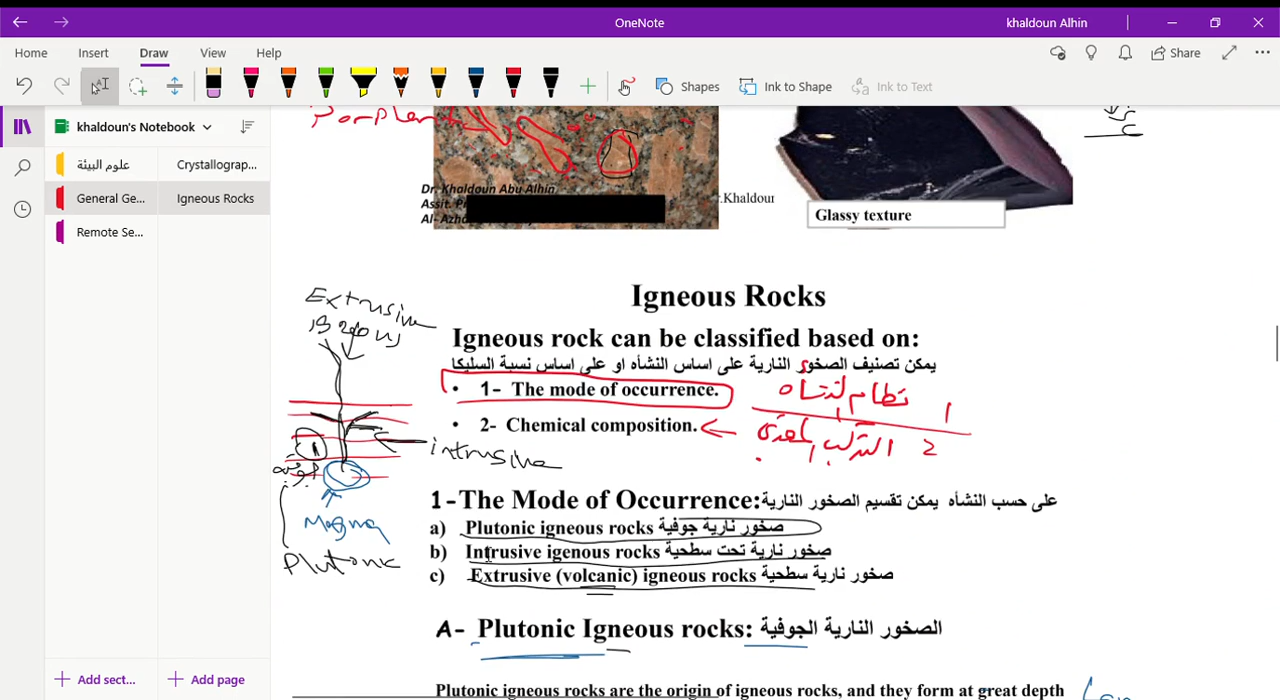 OneNote
khaldoun Alhin
Home Insert Draw View Help
Share
Shapes
Ink to Shape
Ink to Text
khaldoun's Notebook
علوم البيئة
General Ge...
Remote Se...
Crystallograp...
Igneous Rocks
Add sect...
Add page
Dr. Khaldoun Abu Alhin
Assit. Pr
Al- Azh
r.Khaldour
Glassy texture
Igneous Rocks
Igneous rock can be classified based on:
يمكن تصنيف الصخور النارية على اساس النشأه او على اساس نسبة السليكا
• 1- The mode of occurrence.
• 2- Chemical composition.
1
2
Extrusive
intrusive
Magma
Plutonic
1-The Mode of Occurrence: على حسب النشأه يمكن تقسيم الصخور النارية
a) Plutonic igneous rocks صخور نارية جوفية
b) Intrusive igenous rocks صخور نارية تحت سطحية
c) Extrusive (volcanic) igneous rocks صخور نارية سطحية
A- Plutonic Igneous rocks: الصخور النارية الجوفية
Plutonic igneous rocks are the origin of igneous rocks, and they form at great depth